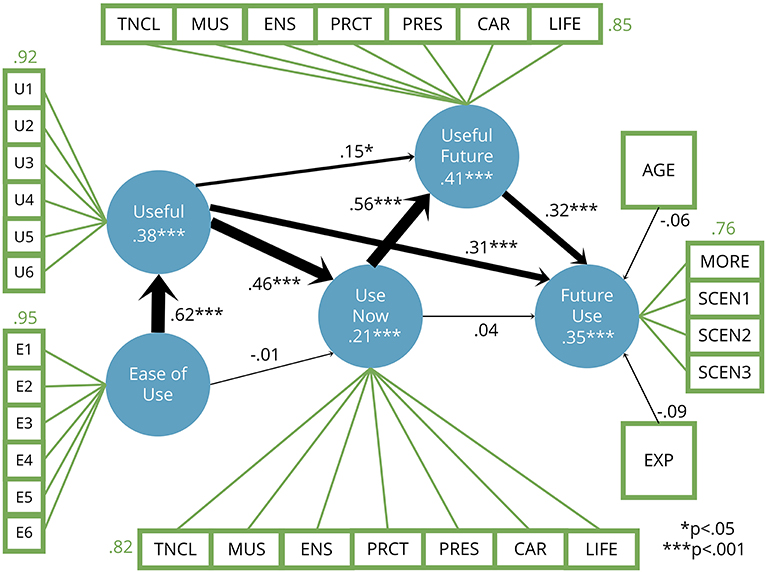 TNCL MUS ENS PRCT PRES CAR LIFE .85
.92
U1
U2
U3
U4
U5
U6
Useful
.38***
.15*
Useful
Future
.41***
.56***
.32***
.31***
.46***
.62***
AGE
-.06
.76
MORE
SCEN1
SCEN2
SCEN3
Use
Now
.21***
.04
Future
Use
.35***
.95
E1
E2
E3
E4
E5
E6
Ease of
Use
-.01
-.09
EXP
.82 TNCL MUS ENS PRCT PRES CAR LIFE
*p<.05
***p<.001